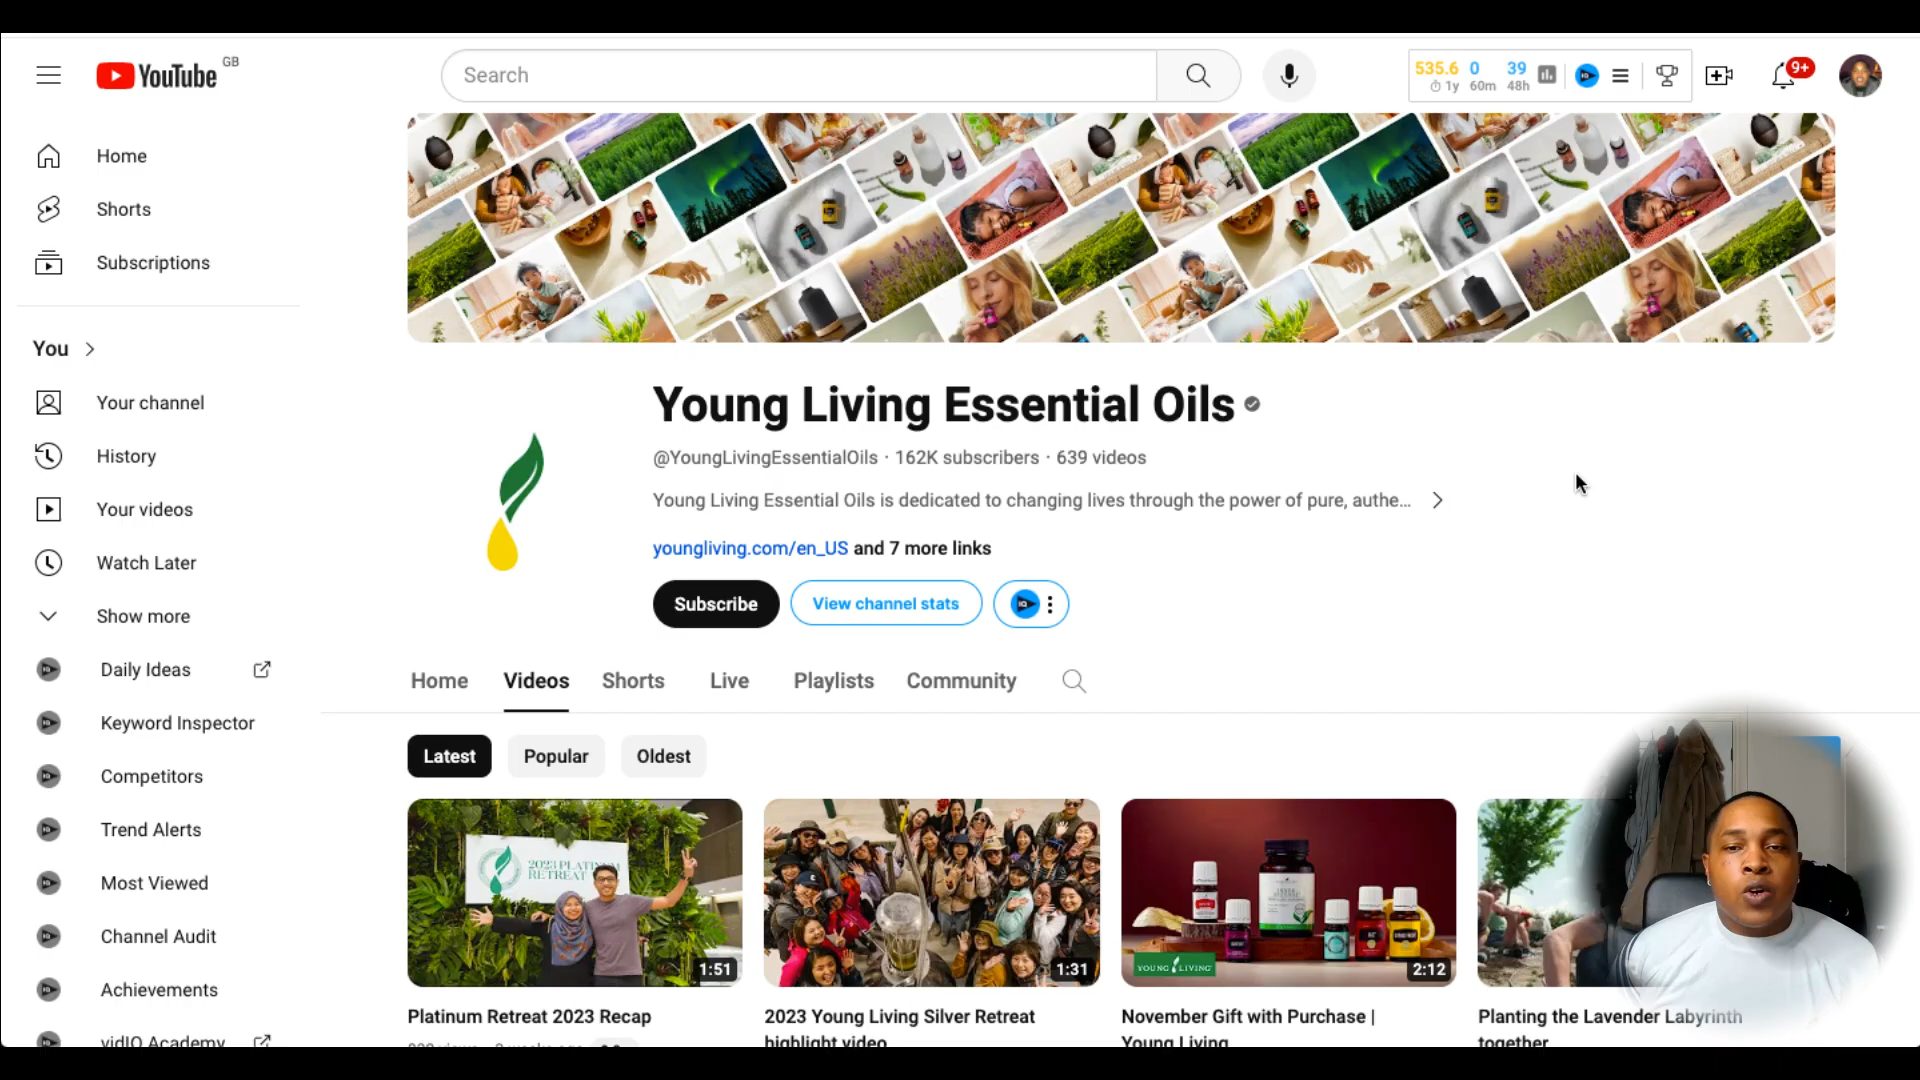 YouTube GB
Search
535.6 0 39
1y 60m 48h
9+
Home
Shorts
Subscriptions
You
Your channel
History
Your videos
Watch Later
Show more
Daily Ideas
Keyword Inspector
Competitors
Trend Alerts
Most Viewed
Channel Audit
Achievements
vidIQ Academy
Young Living Essential Oils
@YoungLivingEssentialOils · 162K subscribers · 639 videos
Young Living Essential Oils is dedicated to changing lives through the power of pure, authe...
youngliving.com/en_US and 7 more links
Subscribe
View channel stats
Home Videos Shorts Live Playlists Community
Latest Popular Oldest
2023 PLATINUM
RETREAT
1:51
1:31
YOUNG LIVING
2:12
Platinum Retreat 2023 Recap
2023 Young Living Silver Retreat
highlight video
November Gift with Purchase |
Young Living
Planting the Lavender Labyrinth
together